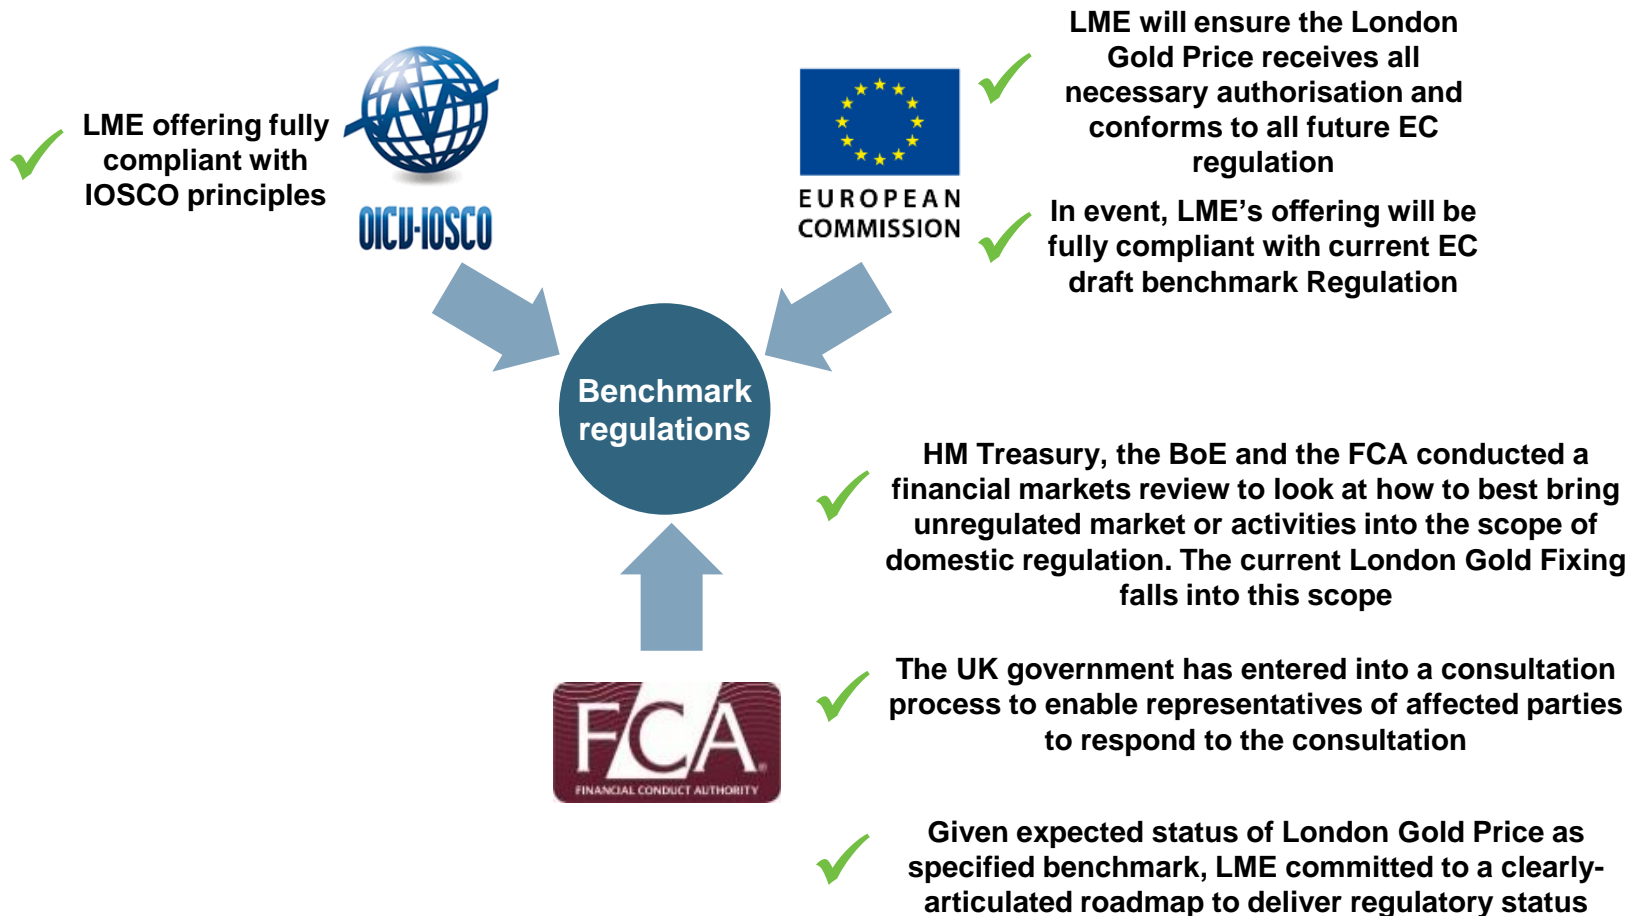 LME offering fully
compliant with
IOSCO principles
OICU-IOSCO
EUROPEAN
COMMISSION
LME will ensure the London
Gold Price receives all
necessary authorisation and
conforms to all future EC
regulation
In event, LME’s offering will be
fully compliant with current EC
draft benchmark Regulation
Benchmark
regulations
HM Treasury, the BoE and the FCA conducted a
financial markets review to look at how to best bring
unregulated market or activities into the scope of
domestic regulation. The current London Gold Fixing
falls into this scope
FCA
FINANCIAL CONDUCT AUTHORITY
The UK government has entered into a consultation
process to enable representatives of affected parties
to respond to the consultation
Given expected status of London Gold Price as
specified benchmark, LME committed to a clearly-
articulated roadmap to deliver regulatory status